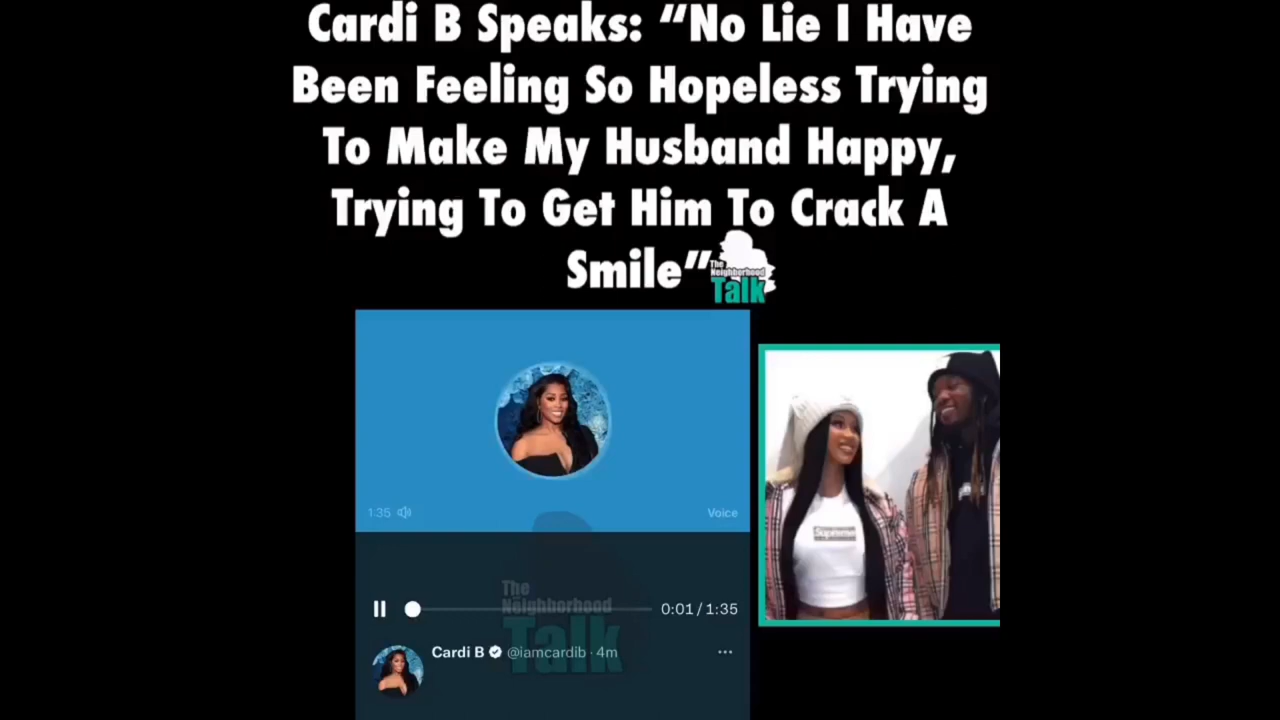 Cardi B Speaks: “No Lie I Have
Been Feeling So Hopeless Trying
To Make My Husband Happy,
Trying To Get Him To Crack A
Smile”
The
Neighborhood
Talk
1:35
Voice
The
Neighborhood
Talk
0:01 / 1:35
Cardi B @iamcardib · 4m
Supreme